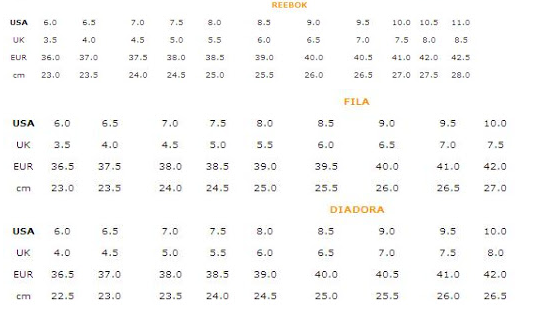 REEBOK
USA 6.0 6.5 7.0 7.5 8.0 8.5 9.0 9.5 10.0 10.5 11.0
UK 3.5 4.0 4.5 5.0 5.5 6.0 6.5 7.0 7.5 8.0 8.5
EUR 36.0 37.0 37.5 38.0 38.5 39.0 40.0 40.5 41.0 42.0 42.5
cm 23.0 23.5 24.0 24.5 25.0 25.5 26.0 26.5 27.0 27.5 28.0
FILA
USA 6.0 6.5 7.0 7.5 8.0 8.5 9.0 9.5 10.0
UK 3.5 4.0 4.5 5.0 5.5 6.0 6.5 7.0 7.5
EUR 36.5 37.5 38.0 38.5 39.0 39.5 40.0 41.0 42.0
cm 23.0 23.5 24.0 24.5 25.0 25.5 26.0 26.5 27.0
DIADORA
USA 6.0 6.5 7.0 7.5 8.0 8.5 9.0 9.5 10.0
UK 4.0 4.5 5.0 5.5 6.0 6.5 7.0 7.5 8.0
EUR 36.5 37.0 38.0 38.5 39.0 40.0 40.5 41.0 42.0
cm 22.5 23.0 23.5 24.0 24.5 25.0 25.5 26.0 26.5